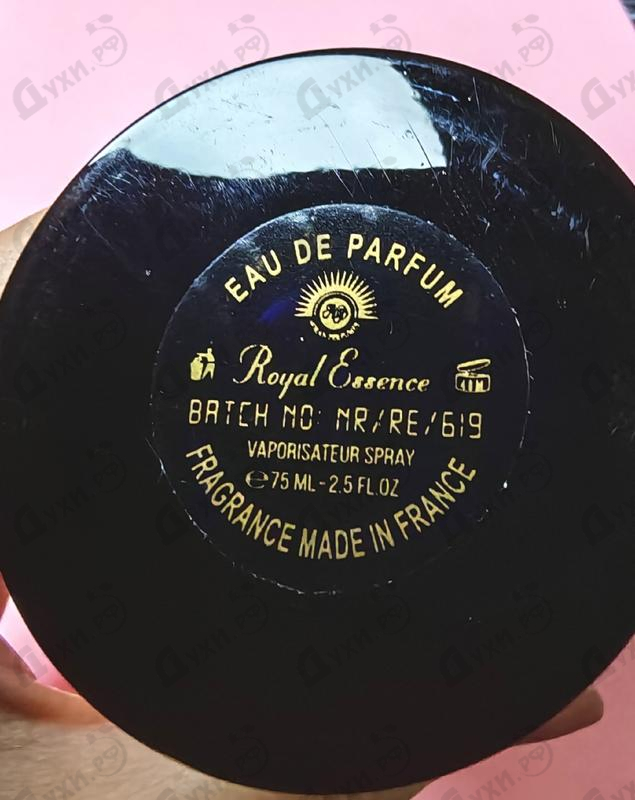 EAU DE PARFUM
Royal Essence
BATCH NO: NR/RE/619
VAPORISATEUR SPRAY
℮75 ML-2.5 FL.OZ
FRAGRANCE MADE IN FRANCE
Духи.рф